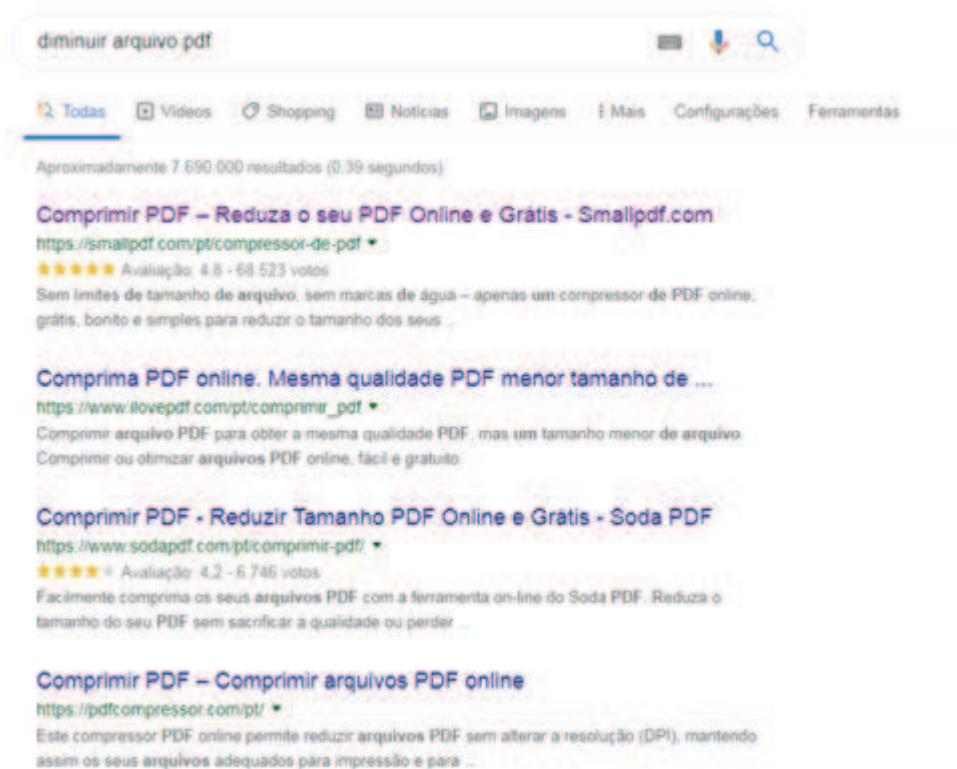 diminuir arquivo pdf
Todas Vídeos Shopping Notícias Imagens Mais Configurações Ferramentas
Aproximadamente 7.690.000 resultados (0,39 segundos)
Comprimir PDF – Reduza o seu PDF Online e Grátis - Smallpdf.com
https://smallpdf.com/pt/compressor-de-pdf
Avaliação: 4,8 - 68.523 votos
Sem limites de tamanho de arquivo, sem marcas de água – apenas um compressor de PDF online,
grátis, bonito e simples para reduzir o tamanho dos seus ...
Comprima PDF online. Mesma qualidade PDF menor tamanho de ...
https://www.ilovepdf.com/pt/comprimir_pdf
Comprimir arquivo PDF para obter a mesma qualidade PDF, mas um tamanho menor de arquivo.
Comprimir ou otimizar arquivos PDF online, fácil e gratuito.
Comprimir PDF - Reduzir Tamanho PDF Online e Grátis - Soda PDF
https://www.sodapdf.com/pt/comprimir-pdf/
Avaliação: 4,2 - 6.746 votos
Facilmente comprima os seus arquivos PDF com a ferramenta on-line do Soda PDF. Reduza o
tamanho do seu PDF sem sacrificar a qualidade ou perder ...
Comprimir PDF – Comprimir arquivos PDF online
https://pdfcompressor.com/pt/
Este compressor PDF online permite reduzir arquivos PDF sem alterar a resolução (DPI), mantendo
assim os seus arquivos adequados para impressão e para ...